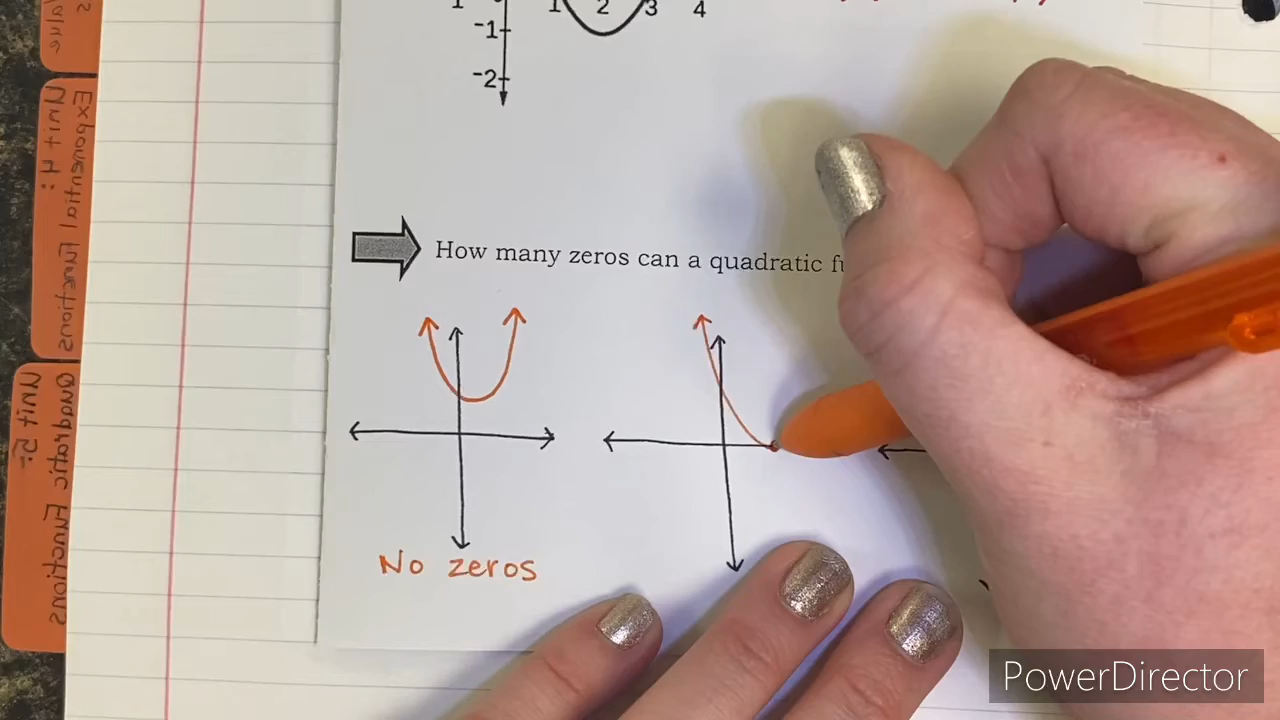 1 1 2 3 4
-1
-2
How many zeros can a quadratic
No zeros
Unit 4:
Exponential Functions
Unit 5:
Quadratic Functions
PowerDirector